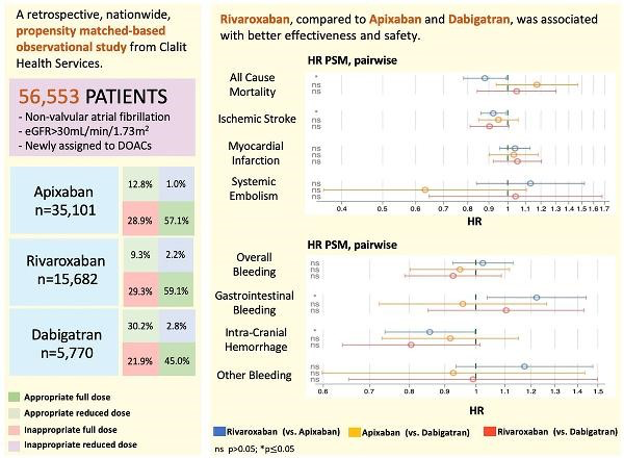 A retrospective, nationwide,
propensity matched-based
observational study from Clalit
Health Services.
56,553 PATIENTS
- Non-valvular atrial fibrillation
- eGFR>30mL/min/1.73m²
- Newly assigned to DOACs
Apixaban
n=35,101
12.8% 1.0%
28.9% 57.1%
Rivaroxaban
n=15,682
9.3% 2.2%
29.3% 59.1%
Dabigatran
n=5,770
30.2% 2.8%
21.9% 45.0%
Appropriate full dose
Appropriate reduced dose
Inappropriate full dose
Inappropriate reduced dose
Rivaroxaban, compared to Apixaban and Dabigatran, was associated
with better effectiveness and safety.
HR PSM, pairwise
All Cause
Mortality
*
ns
ns
Ischemic Stroke
*
ns
ns
Myocardial
Infarction
ns
ns
ns
Systemic
Embolism
ns
ns
ns
0.4 0.5 0.6 0.7 0.8 0.9 1 1.1 1.2 1.3 1.4 1.5 1.6 1.7
HR
HR PSM, pairwise
Overall
Bleeding
ns
ns
ns
Gastrointestinal
Bleeding
*
ns
ns
Intra-Cranial
Hemorrhage
*
ns
ns
Other Bleeding
ns
ns
ns
0.6 0.7 0.8 0.9 1 1.1 1.2 1.3 1.4 1.5
HR
Rivaroxaban (vs. Apixaban) Apixaban (vs. Dabigatran) Rivaroxaban (vs. Dabigatran)
ns p>0.05; *p≤0.05